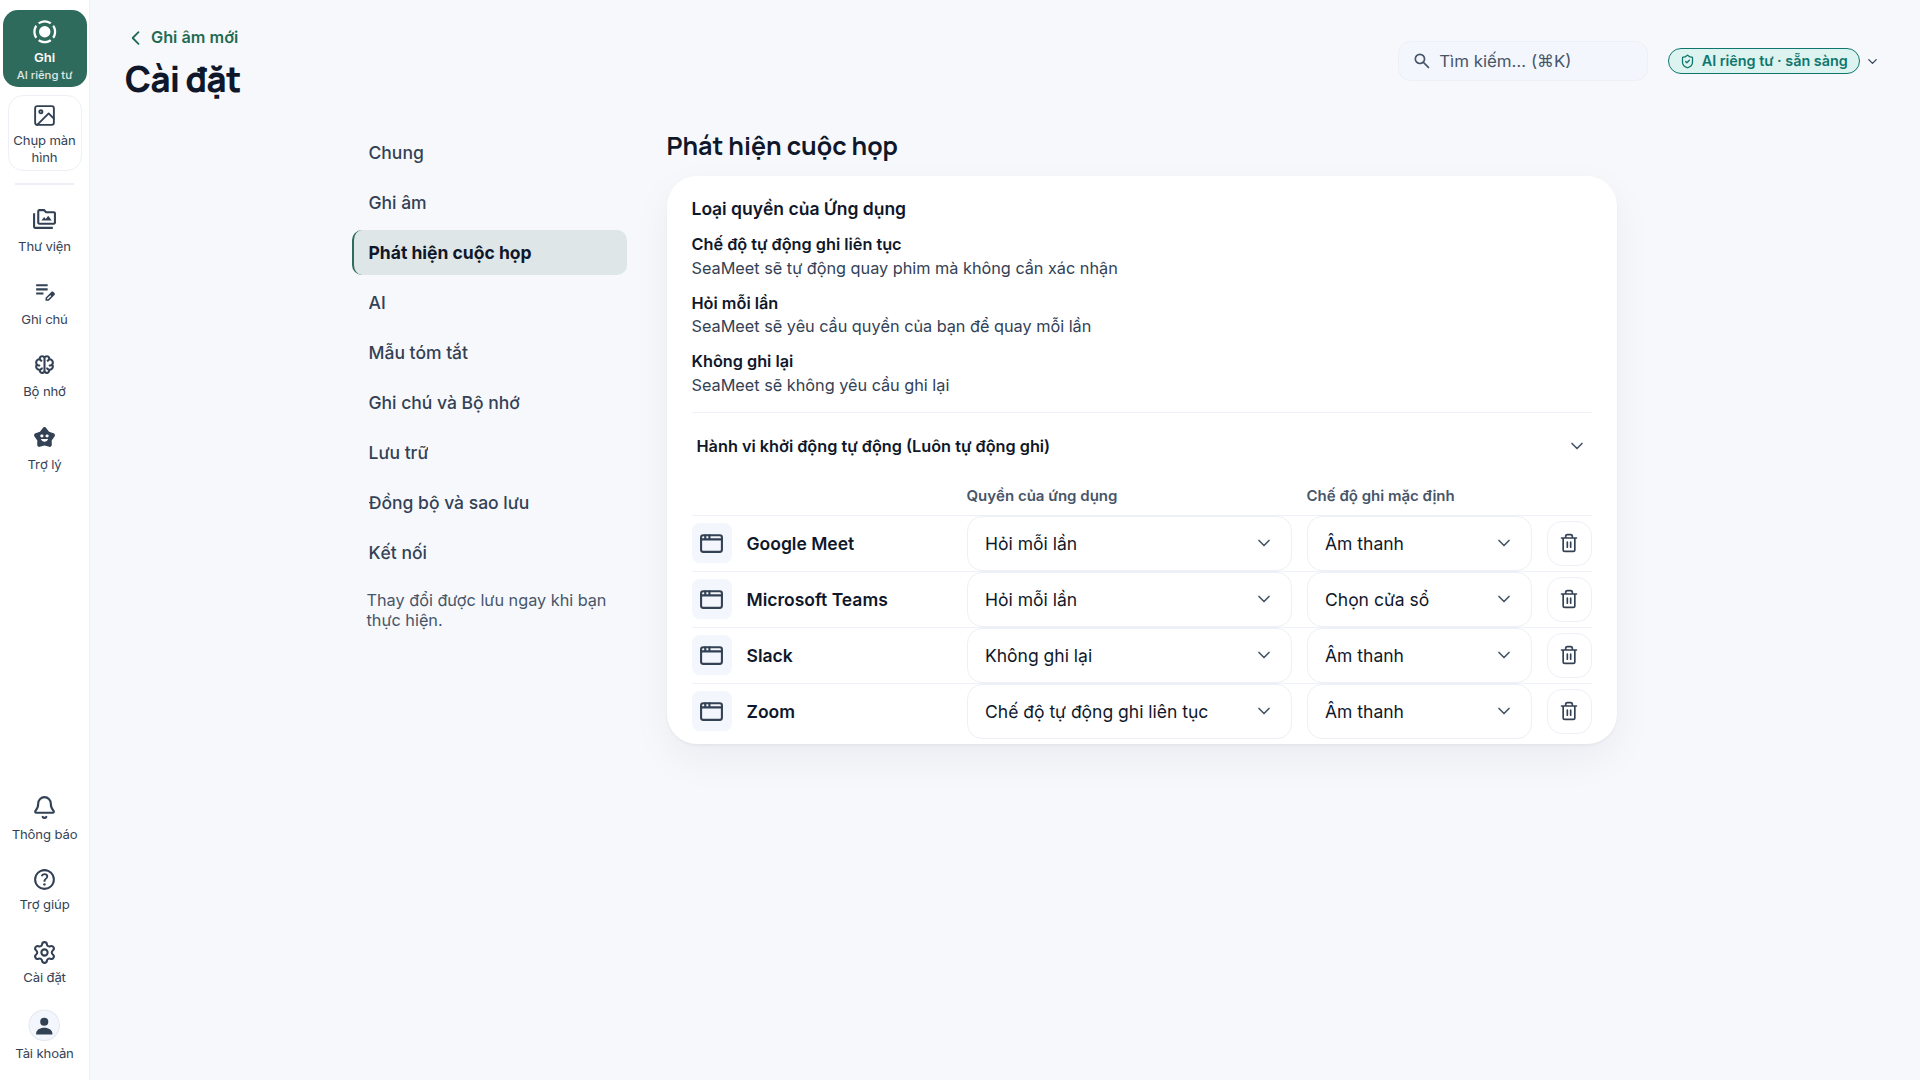 Ghi
AI riêng tư
Chụp màn
hình
Thư viện
Ghi chú
Bộ nhớ
Trợ lý
Thông báo
Trợ giúp
Cài đặt
Tài khoản
Ghi âm mới
Cài đặt
Tìm kiếm... (⌘K)
AI riêng tư · sẵn sàng
Chung
Ghi âm
Phát hiện cuộc họp
AI
Mẫu tóm tắt
Ghi chú và Bộ nhớ
Lưu trữ
Đồng bộ và sao lưu
Kết nối
Thay đổi được lưu ngay khi bạn
thực hiện.
Phát hiện cuộc họp
Loại quyền của Ứng dụng
Chế độ tự động ghi liên tục
SeaMeet sẽ tự động quay phim mà không cần xác nhận
Hỏi mỗi lần
SeaMeet sẽ yêu cầu quyền của bạn để quay mỗi lần
Không ghi lại
SeaMeet sẽ không yêu cầu ghi lại
Hành vi khởi động tự động (Luôn tự động ghi)
Quyền của ứng dụng Chế độ ghi mặc định
Google Meet Hỏi mỗi lần Âm thanh
Microsoft Teams Hỏi mỗi lần Chọn cửa sổ
Slack Không ghi lại Âm thanh
Zoom Chế độ tự động ghi liên tục Âm thanh